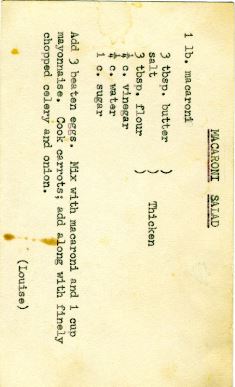 MACARONI SALAD
1 lb. macaroni
3 tbsp. butter )
salt )
3 tbsp. flour ) Thicken
¼ c. vinegar
¼ c. water
1 c. sugar
Add 3 beaten eggs. Mix with macaroni and 1 cup
mayonnaise. Cook carrots; add along with finely
chopped celery and onion.
(Louise)